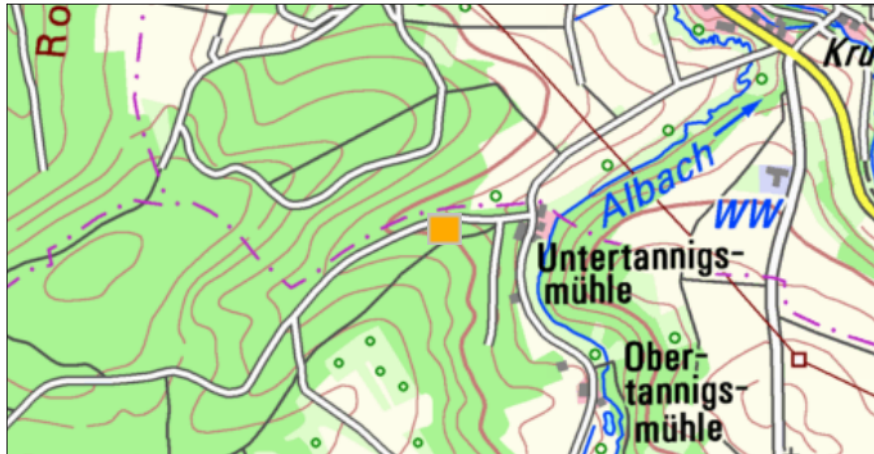 Ro
Kru
Albach
WW
Untertannigs-
mühle
Ober-
tannigs-
mühle